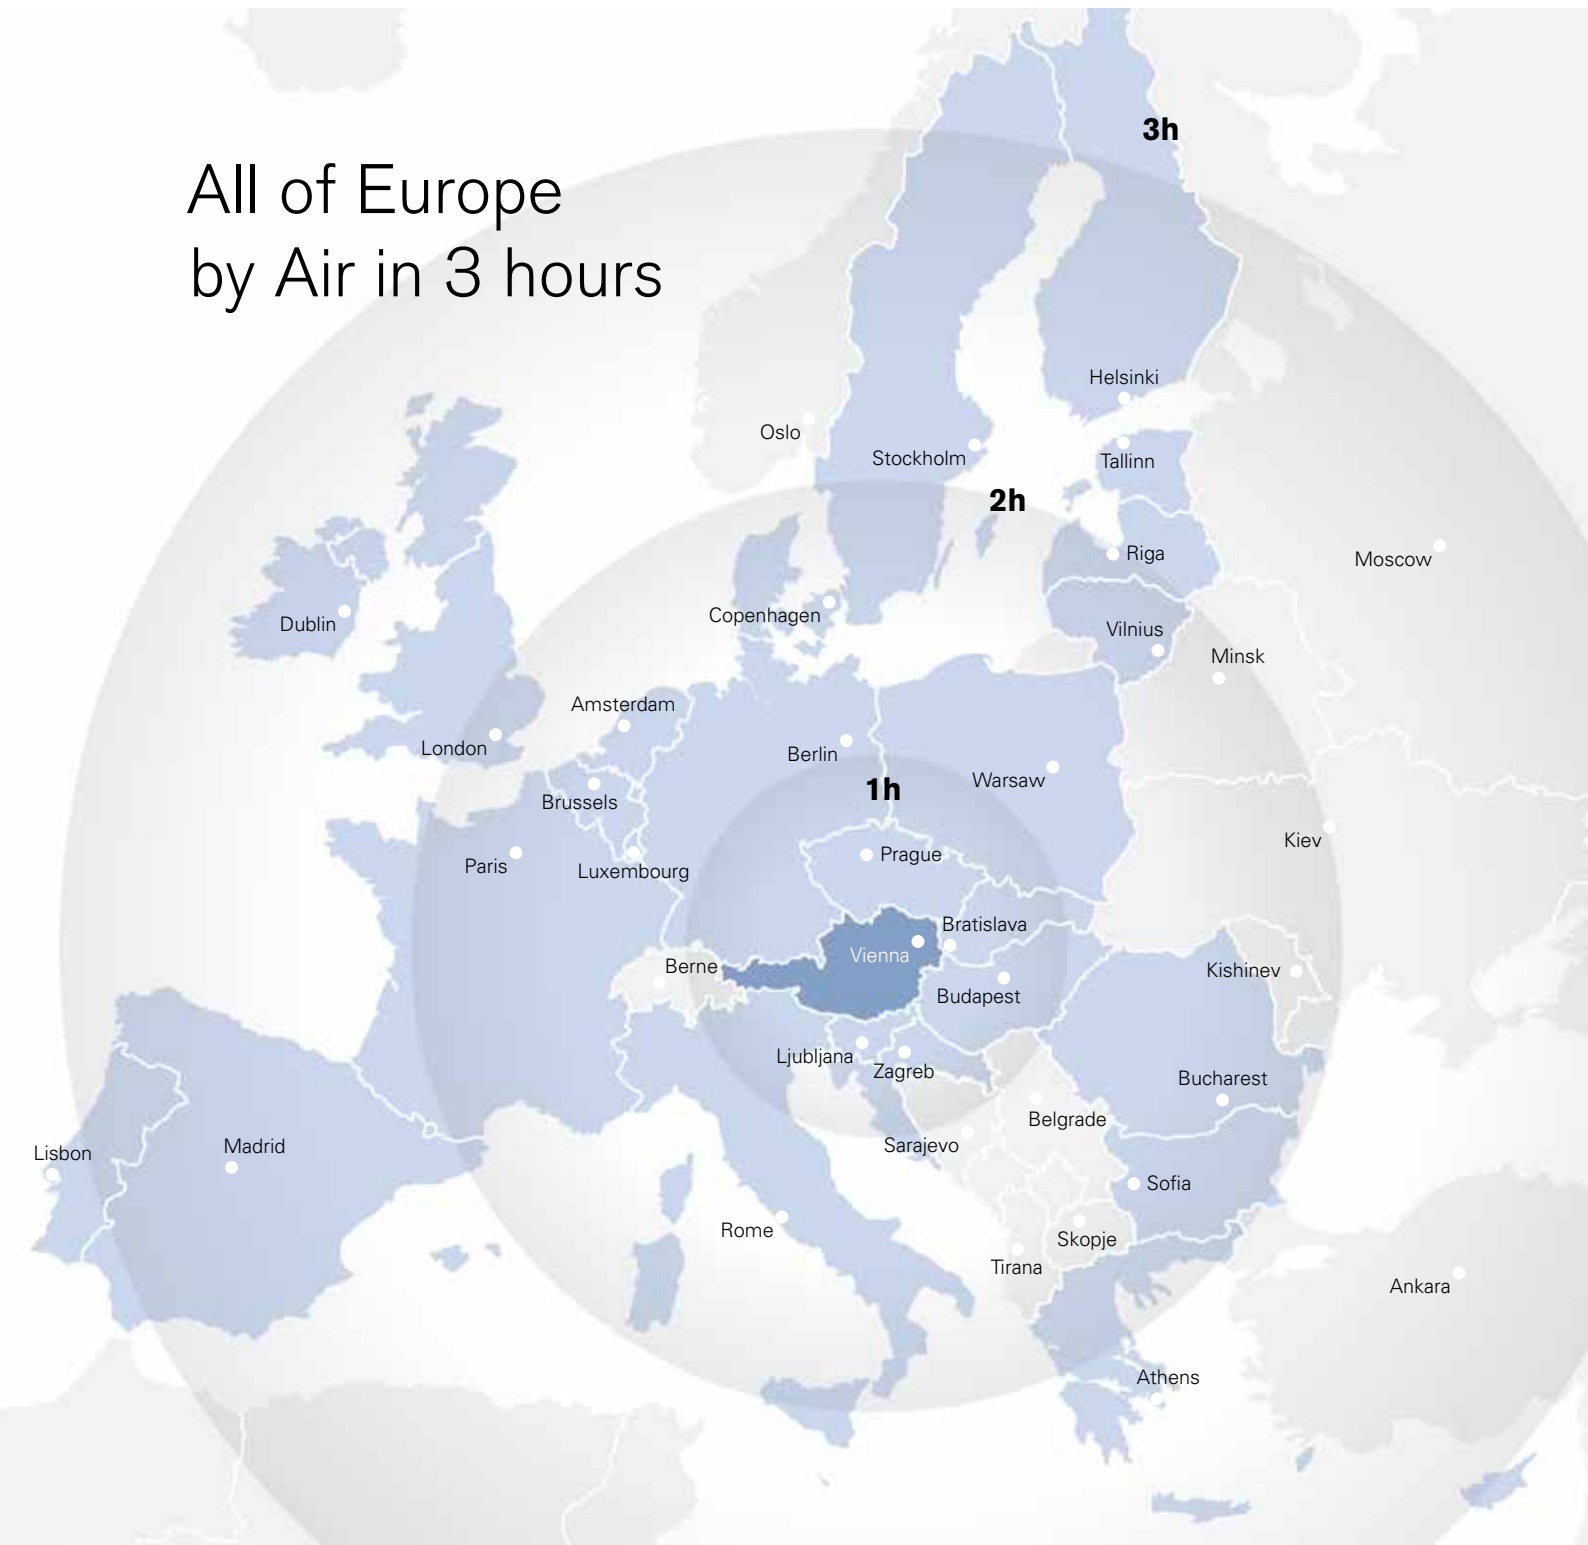 All of Europe
by Air in 3 hours
3h
Helsinki
Oslo
Stockholm
Tallinn
2h
Riga
Moscow
Dublin
Copenhagen
Vilnius
Minsk
Amsterdam
London
Berlin
1h
Warsaw
Brussels
Kiev
Paris
Luxembourg
Prague
Bratislava
Vienna
Berne
Kishinev
Budapest
Ljubljana
Zagreb
Bucharest
Belgrade
Sarajevo
Lisbon
Madrid
Sofia
Rome
Skopje
Tirana
Ankara
Athens